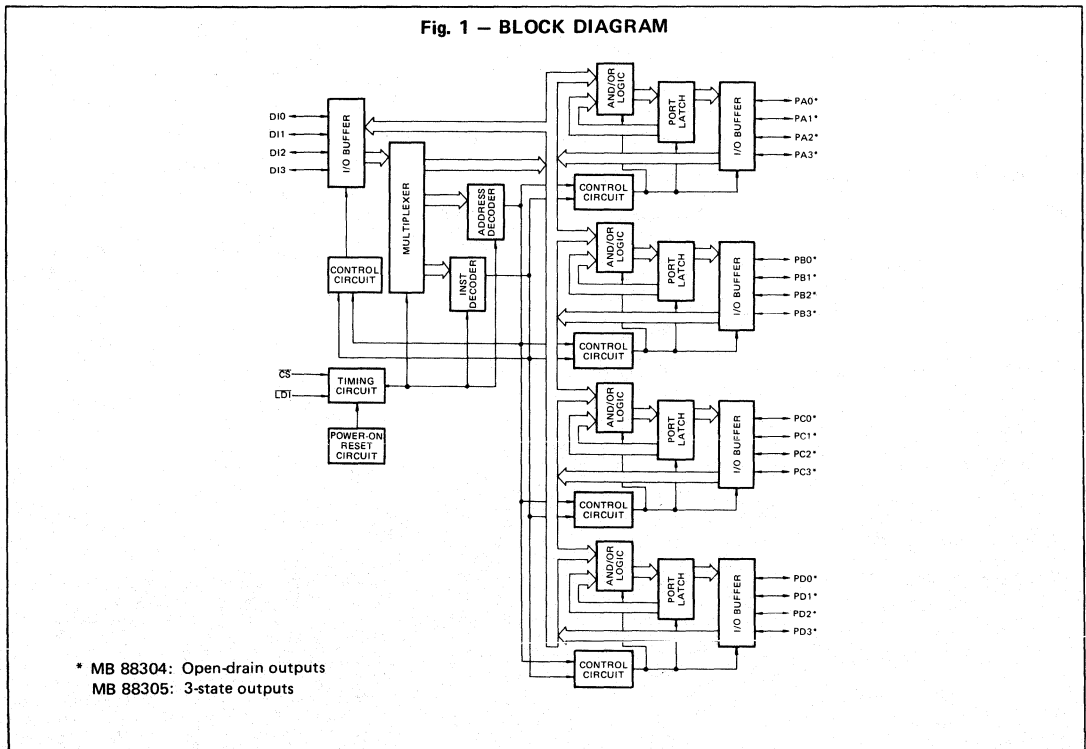 Fig. 1 – BLOCK DIAGRAM
DI0
DI1
DI2
DI3
I/O BUFFER
MULTIPLEXER
ADDRESS
DECODER
INST
DECODER
CONTROL
CIRCUIT
CS
LDI
TIMING
CIRCUIT
POWER-ON
RESET
CIRCUIT
AND/OR
LOGIC
PORT
LATCH
I/O BUFFER
CONTROL
CIRCUIT
PA0*
PA1*
PA2*
PA3*
AND/OR
LOGIC
PORT
LATCH
I/O BUFFER
CONTROL
CIRCUIT
PB0*
PB1*
PB2*
PB3*
AND/OR
LOGIC
PORT
LATCH
I/O BUFFER
CONTROL
CIRCUIT
PC0*
PC1*
PC2*
PC3*
AND/OR
LOGIC
PORT
LATCH
I/O BUFFER
CONTROL
CIRCUIT
PD0*
PD1*
PD2*
PD3*
* MB 88304: Open-drain outputs
MB 88305: 3-state outputs